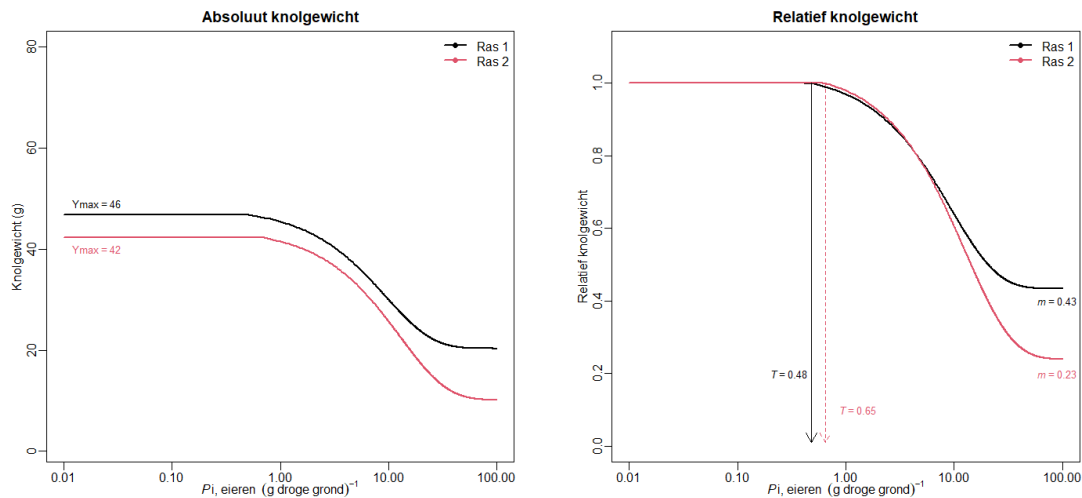 Absoluut knolgewicht
Knolgewicht (g)
80
60
40
20
0
Ras 1
Ras 2
Ymax = 46
Ymax = 42
0.01 0.10 1.00 10.00 100.00
Pi, eieren (g droge grond)⁻¹
Relatief knolgewicht
Relatief knolgewicht
1.0
0.8
0.6
0.4
0.2
0.0
Ras 1
Ras 2
m = 0.43
T = 0.48
m = 0.23
T = 0.65
0.01 0.10 1.00 10.00 100.00
Pi, eieren (g droge grond)⁻¹